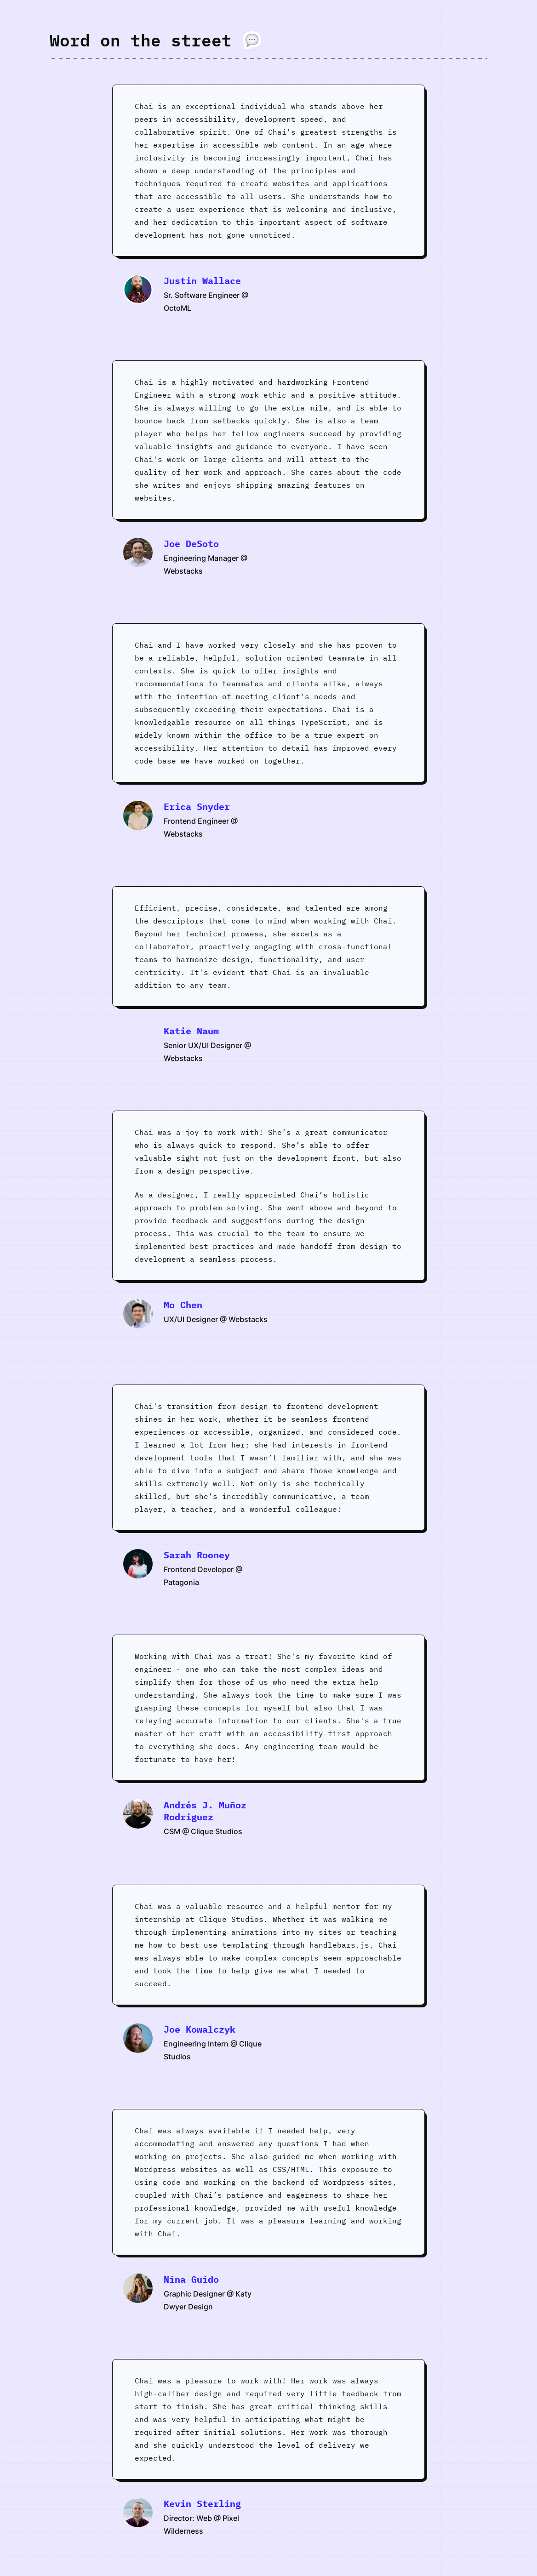 Word on the street 💬
Chai is an exceptional individual who stands above her
peers in accessibility, development speed, and
collaborative spirit. One of Chai's greatest strengths is
her expertise in accessible web content. In an age where
inclusivity is becoming increasingly important, Chai has
shown a deep understanding of the principles and
techniques required to create websites and applications
that are accessible to all users. She understands how to
create a user experience that is welcoming and inclusive,
and her dedication to this important aspect of software
development has not gone unnoticed.
Justin Wallace
Sr. Software Engineer @
OctoML
Chai is a highly motivated and hardworking Frontend
Engineer with a strong work ethic and a positive attitude.
She is always willing to go the extra mile, and is able to
bounce back from setbacks quickly. She is also a team
player who helps her fellow engineers succeed by providing
valuable insights and guidance to everyone. I have seen
Chai's work on large clients and will attest to the
quality of her work and approach. She cares about the code
she writes and enjoys shipping amazing features on
websites.
Joe DeSoto
Engineering Manager @
Webstacks
Chai and I have worked very closely and she has proven to
be a reliable, helpful, solution oriented teammate in all
contexts. She is quick to offer insights and
recommendations to teammates and clients alike, always
with the intention of meeting client's needs and
subsequently exceeding their expectations. Chai is a
knowledgable resource on all things TypeScript, and is
widely known within the office to be a true expert on
accessibility. Her attention to detail has improved every
code base we have worked on together.
Erica Snyder
Frontend Engineer @
Webstacks
Efficient, precise, considerate, and talented are among
the descriptors that come to mind when working with Chai.
Beyond her technical prowess, she excels as a
collaborator, proactively engaging with cross-functional
teams to harmonize design, functionality, and user-
centricity. It's evident that Chai is an invaluable
addition to any team.
Katie Naum
Senior UX/UI Designer @
Webstacks
Chai was a joy to work with! She’s a great communicator
who is always quick to respond. She’s able to offer
valuable sight not just on the development front, but also
from a design perspective.
As a designer, I really appreciated Chai’s holistic
approach to problem solving. She went above and beyond to
provide feedback and suggestions during the design
process. This was crucial to the team to ensure we
implemented best practices and made handoff from design to
development a seamless process.
Mo Chen
UX/UI Designer @ Webstacks
Chai's transition from design to frontend development
shines in her work, whether it be seamless frontend
experiences or accessible, organized, and considered code.
I learned a lot from her; she had interests in frontend
development tools that I wasn’t familiar with, and she was
able to dive into a subject and share those knowledge and
skills extremely well. Not only is she technically
skilled, but she’s incredibly communicative, a team
player, a teacher, and a wonderful colleague!
Sarah Rooney
Frontend Developer @
Patagonia
Working with Chai was a treat! She's my favorite kind of
engineer - one who can take the most complex ideas and
simplify them for those of us who need the extra help
understanding. She always took the time to make sure I was
grasping these concepts for myself but also that I was
relaying accurate information to our clients. She's a true
master of her craft with an accessibility-first approach
to everything she does. Any engineering team would be
fortunate to have her!
Andrés J. Muñoz
Rodriguez
CSM @ Clique Studios
Chai was a valuable resource and a helpful mentor for my
internship at Clique Studios. Whether it was walking me
through implementing animations into my sites or teaching
me how to best use templating through handlebars.js, Chai
was always able to make complex concepts seem approachable
and took the time to help give me what I needed to
succeed.
Joe Kowalczyk
Engineering Intern @ Clique
Studios
Chai was always available if I needed help, very
accommodating and answered any questions I had when
working on projects. She also guided me when working with
Wordpress websites as well as CSS/HTML. This exposure to
using code and working on the backend of Wordpress sites,
coupled with Chai’s patience and eagerness to share her
professional knowledge, provided me with useful knowledge
for my current job. It was a pleasure learning and working
with Chai.
Nina Guido
Graphic Designer @ Katy
Dwyer Design
Chai was a pleasure to work with! Her work was always
high-caliber design and required very little feedback from
start to finish. She has great critical thinking skills
and was very helpful in anticipating what might be
required after initial solutions. Her work was thorough
and she quickly understood the level of delivery we
expected.
Kevin Sterling
Director: Web @ Pixel
Wilderness